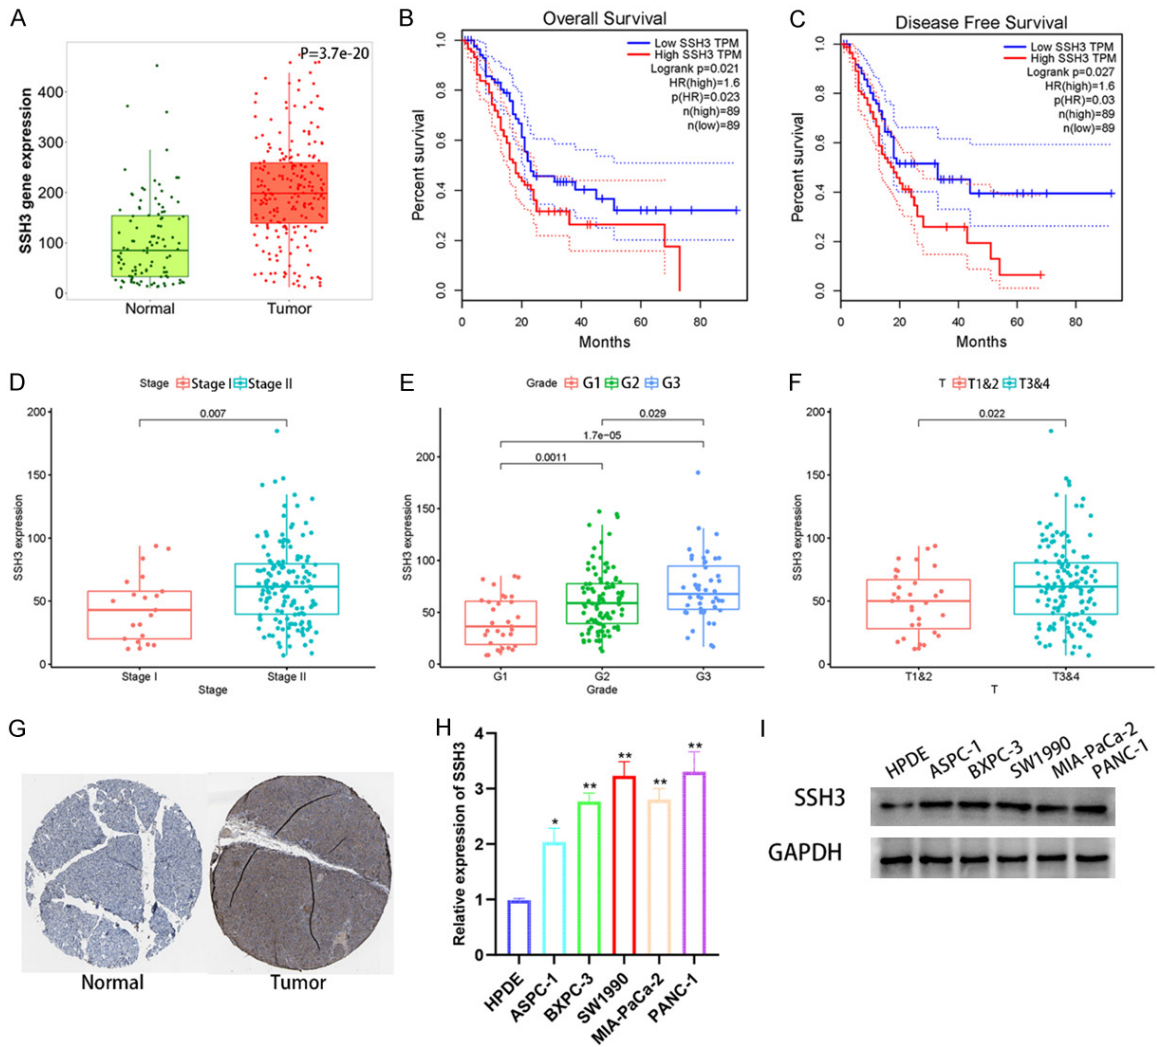 A
P=3.7e-20
SSH3 gene expression
400
300
200
100
0
Normal
Tumor
B
Overall Survival
Low SSH3 TPM
High SSH3 TPM
Logrank p=0.021
HR(high)=1.6
p(HR)=0.023
n(high)=89
n(low)=89
Percent survival
1.0
0.8
0.6
0.4
0.2
0.0
0 20 40 60 80
Months
C
Disease Free Survival
Low SSH3 TPM
High SSH3 TPM
Logrank p=0.027
HR(high)=1.6
p(HR)=0.03
n(high)=89
n(low)=89
Percent survival
1.0
0.8
0.6
0.4
0.2
0.0
0 20 40 60 80
Months
D
Stage Stage I Stage II
0.007
SSH3 expression
200
150
100
50
0
Stage I Stage II
Stage
E
Grade G1 G2 G3
0.029
1.7e−05
0.0011
SSH3 expression
200
150
100
50
0
G1 G2 G3
Grade
F
T T1&2 T3&4
0.022
SSH3 expression
200
150
100
50
0
T1&2 T3&4
T
G
Normal
Tumor
H
Relative expression of SSH3
4
3
2
1
0
* ** ** ** **
HPDE
ASPC-1
BXPC-3
SW1990
MIA-PaCa-2
PANC-1
I
HPDE
ASPC-1
BXPC-3
SW1990
MIA-PaCa-2
PANC-1
SSH3
GAPDH